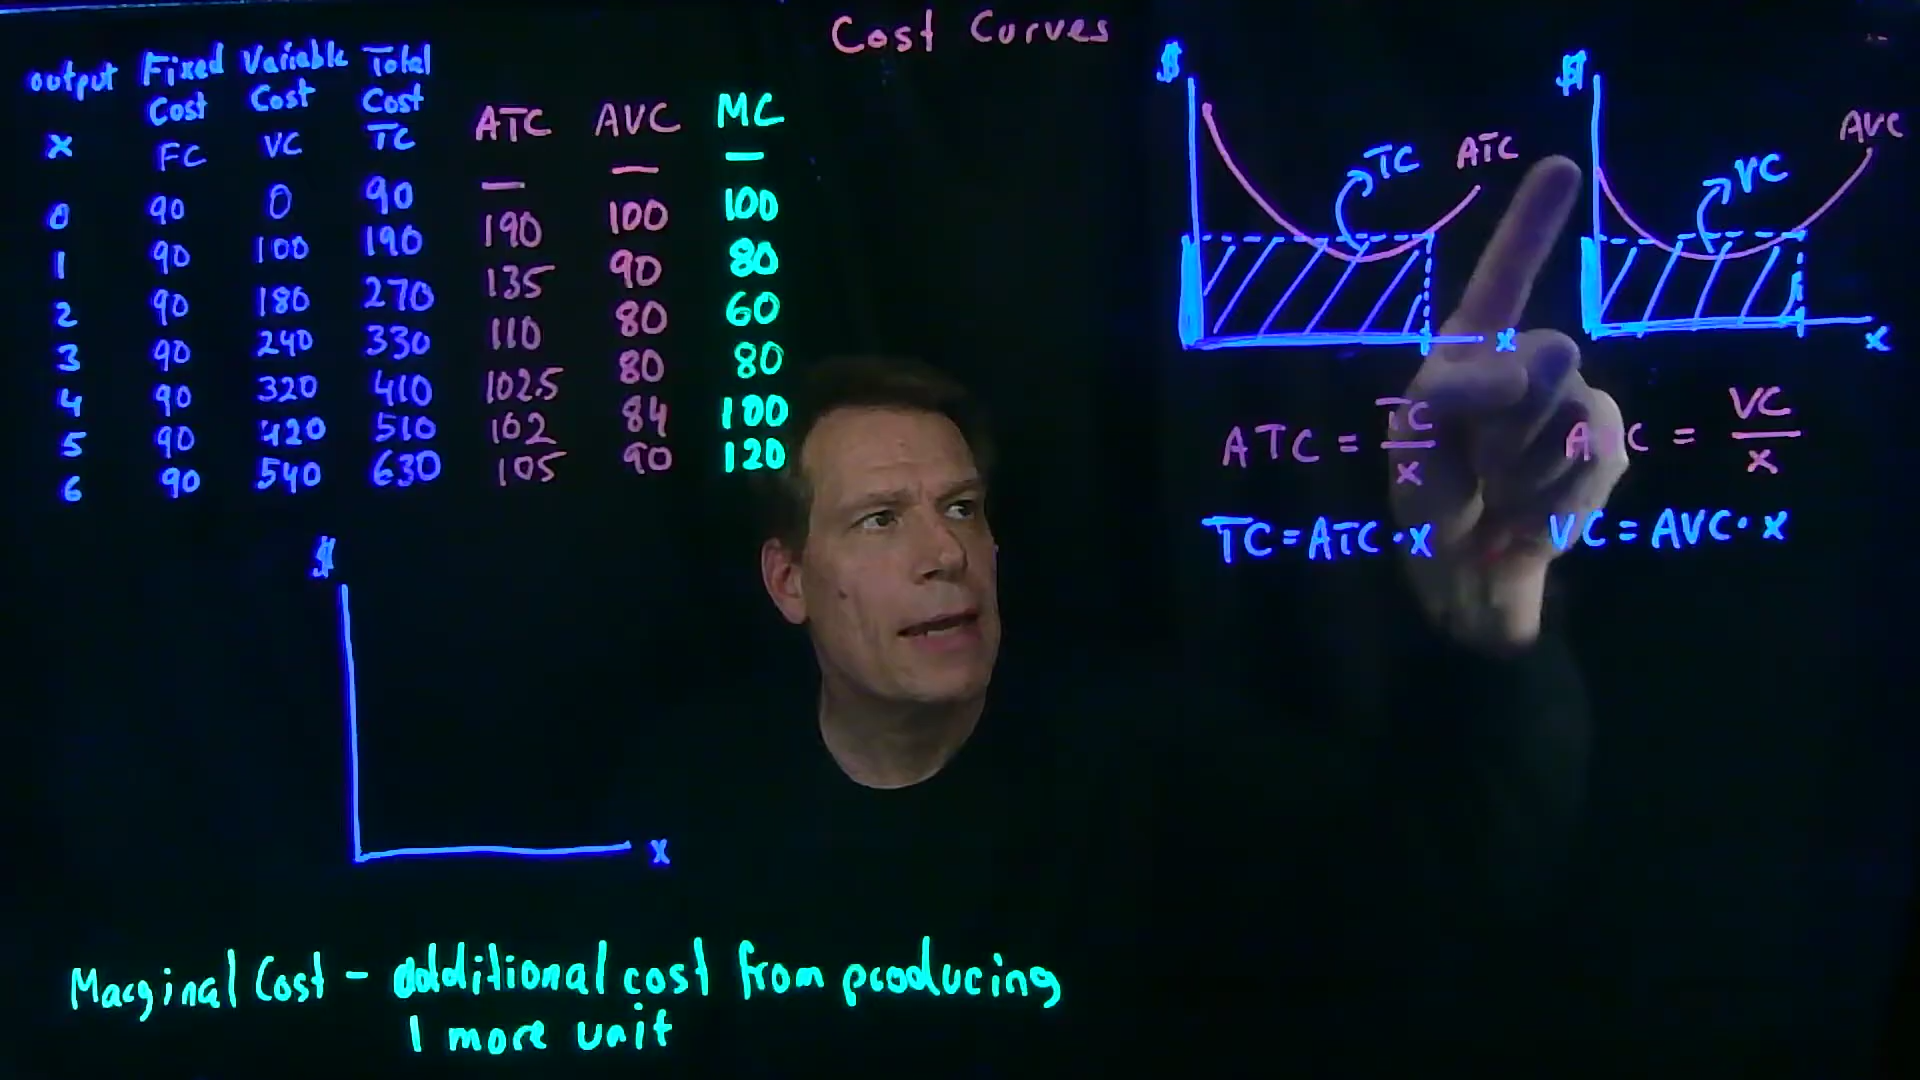 Cost Curves
output Fixed Variable Total
Cost Cost Cost
x FC VC TC ATC AVC MC
0 90 0 90 — — —
1 90 100 190 190 100 100
2 90 180 270 135 90 80
3 90 240 330 110 80 60
4 90 320 410 102.5 80 80
5 90 420 510 102 84 100
6 90 540 630 105 90 120
$
TC
ATC
x
$
VC
AVC
x
ATC = TC/x
= VC/x
TC = ATC · x
VC = AVC · x
$
x
Marginal Cost - additional cost from producing
1 more unit